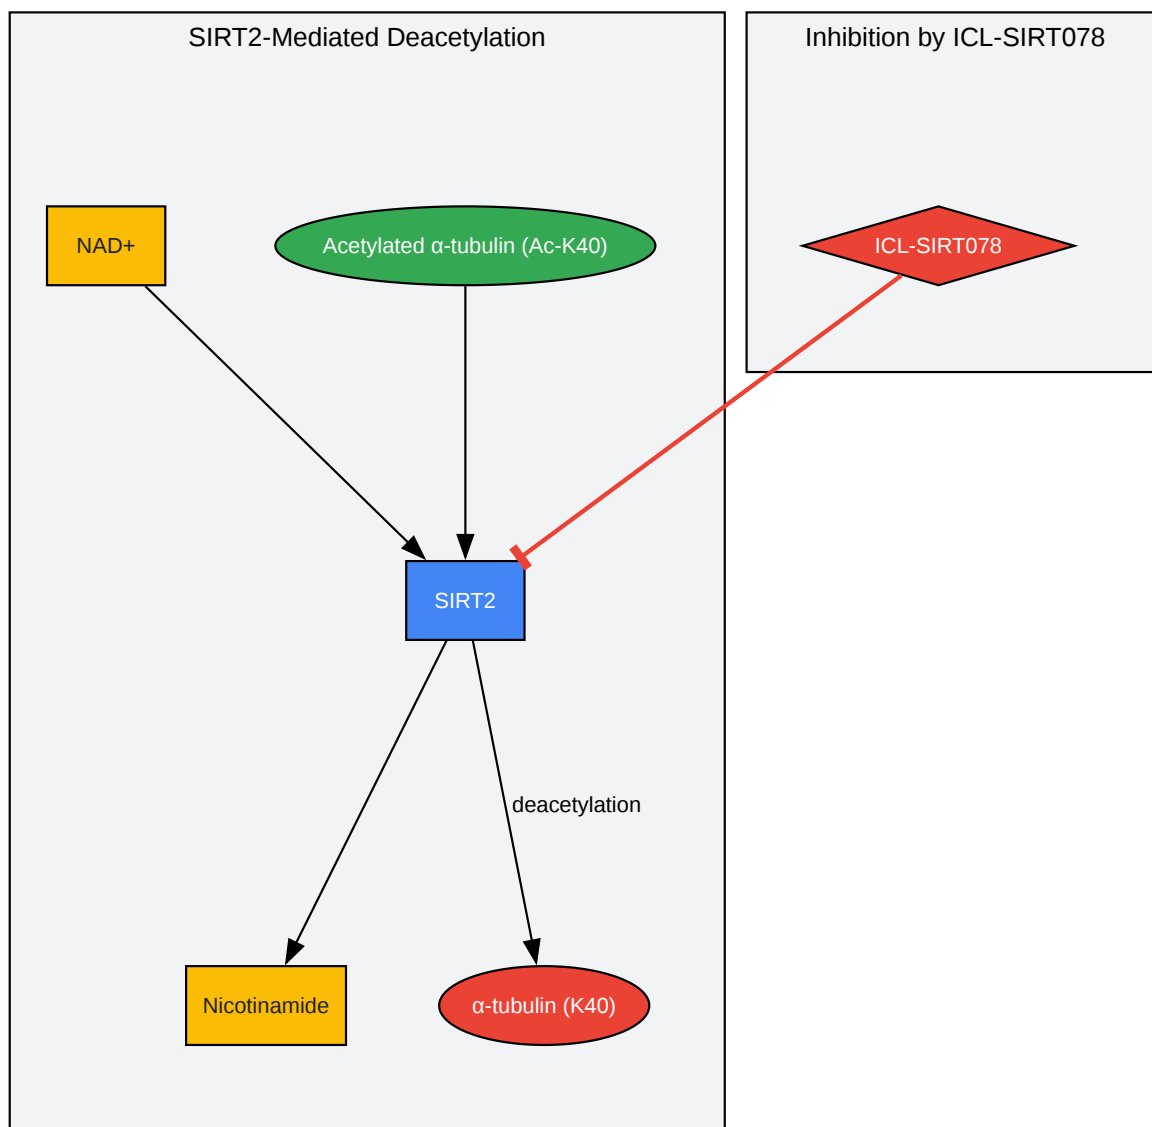 SIRT2-Mediated Deacetylation
Inhibition by ICL-SIRT078
NAD+
Acetylated α-tubulin (Ac-K40)
ICL-SIRT078
SIRT2
deacetylation
Nicotinamide
α-tubulin (K40)